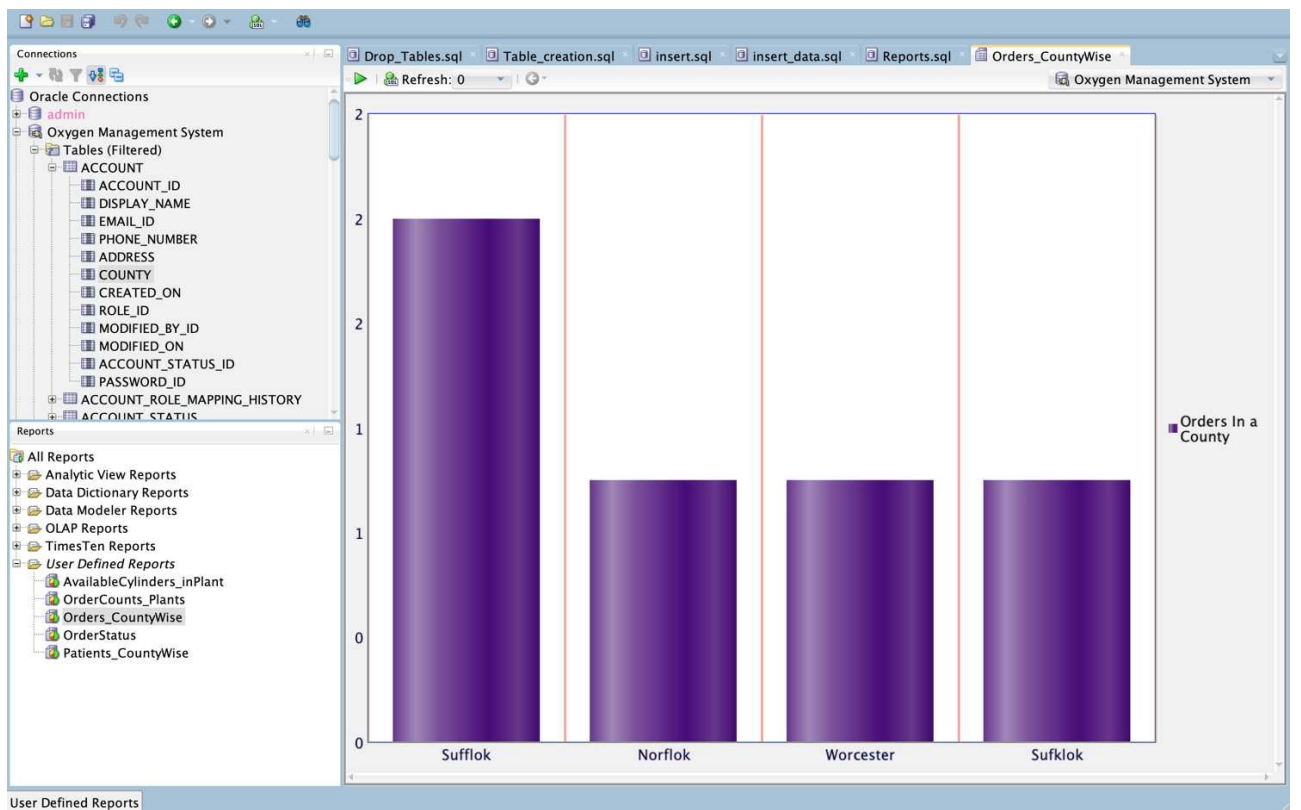 Connections
Oracle Connections
admin
Oxygen Management System
Tables (Filtered)
ACCOUNT
ACCOUNT_ID
DISPLAY_NAME
EMAIL_ID
PHONE_NUMBER
ADDRESS
COUNTY
CREATED_ON
ROLE_ID
MODIFIED_BY_ID
MODIFIED_ON
ACCOUNT_STATUS_ID
PASSWORD_ID
ACCOUNT_ROLE_MAPPING_HISTORY
ACCOUNT_STATUS
Reports
All Reports
Analytic View Reports
Data Dictionary Reports
Data Modeler Reports
OLAP Reports
TimesTen Reports
User Defined Reports
AvailableCylinders_inPlant
OrderCounts_Plants
Orders_CountyWise
OrderStatus
Patients_CountyWise
User Defined Reports
Drop_Tables.sql Table_creation.sql insert.sql insert_data.sql Reports.sql Orders_CountyWise
Refresh: 0 Oxygen Management System
2
2
2
1
1
0
0
Sufflok Norflok Worcester Sufklok
Orders In a
County